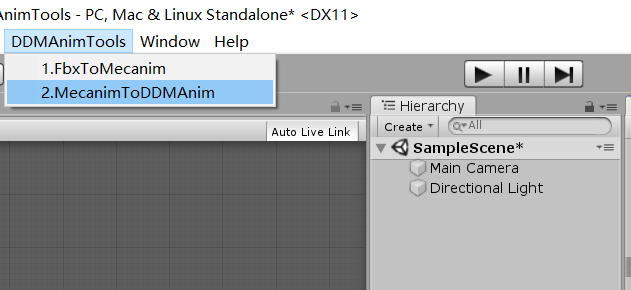 AnimTools - PC, Mac & Linux Standalone* <DX11>
DDMAnimTools Window Help
1.FbxToMecanim
2.MecanimToDDMAnim
Hierarchy
Auto Live Link
Create
All
SampleScene*
Main Camera
Directional Light